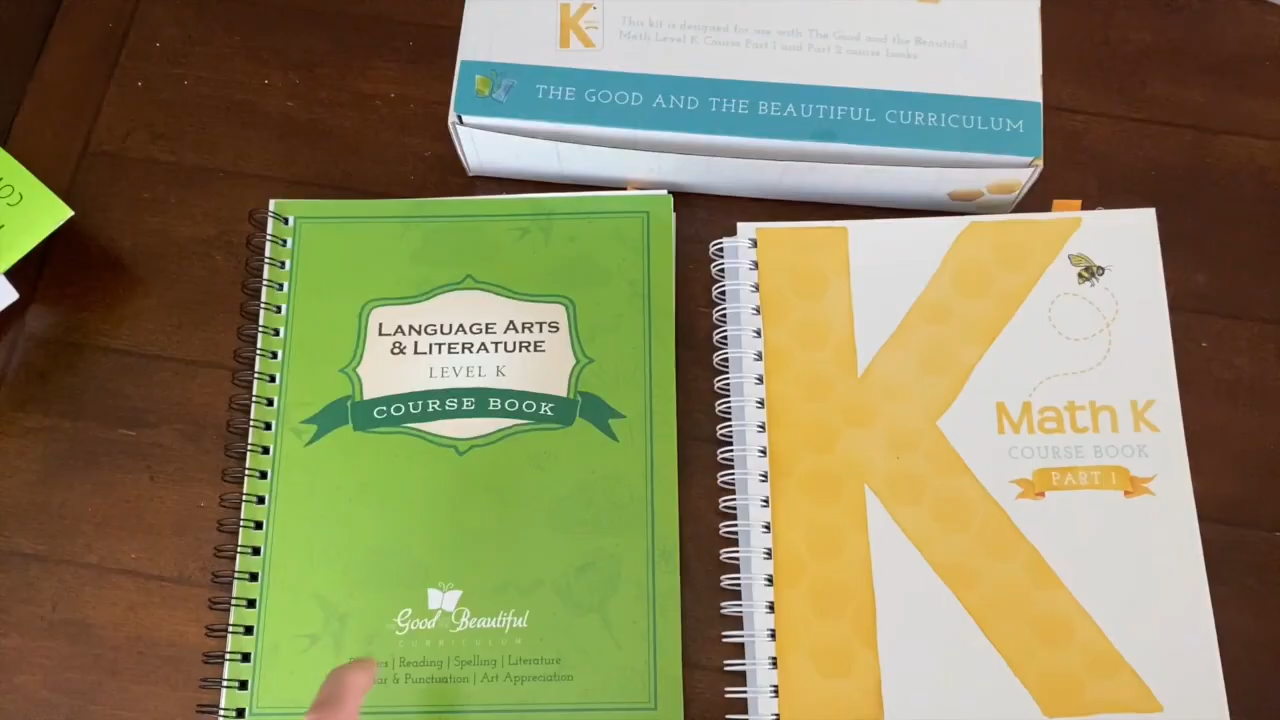 K
This kit is designed for use with The Good and the Beautiful
Math Level K Course Part 1 and Part 2 course books
THE GOOD AND THE BEAUTIFUL CURRICULUM
LANGUAGE ARTS
& LITERATURE
LEVEL K
COURSE BOOK
Good Beautiful
CURRICULUM
| Reading | Spelling | Literature
& Punctuation | Art Appreciation
K
Math K
COURSE BOOK
PART 1